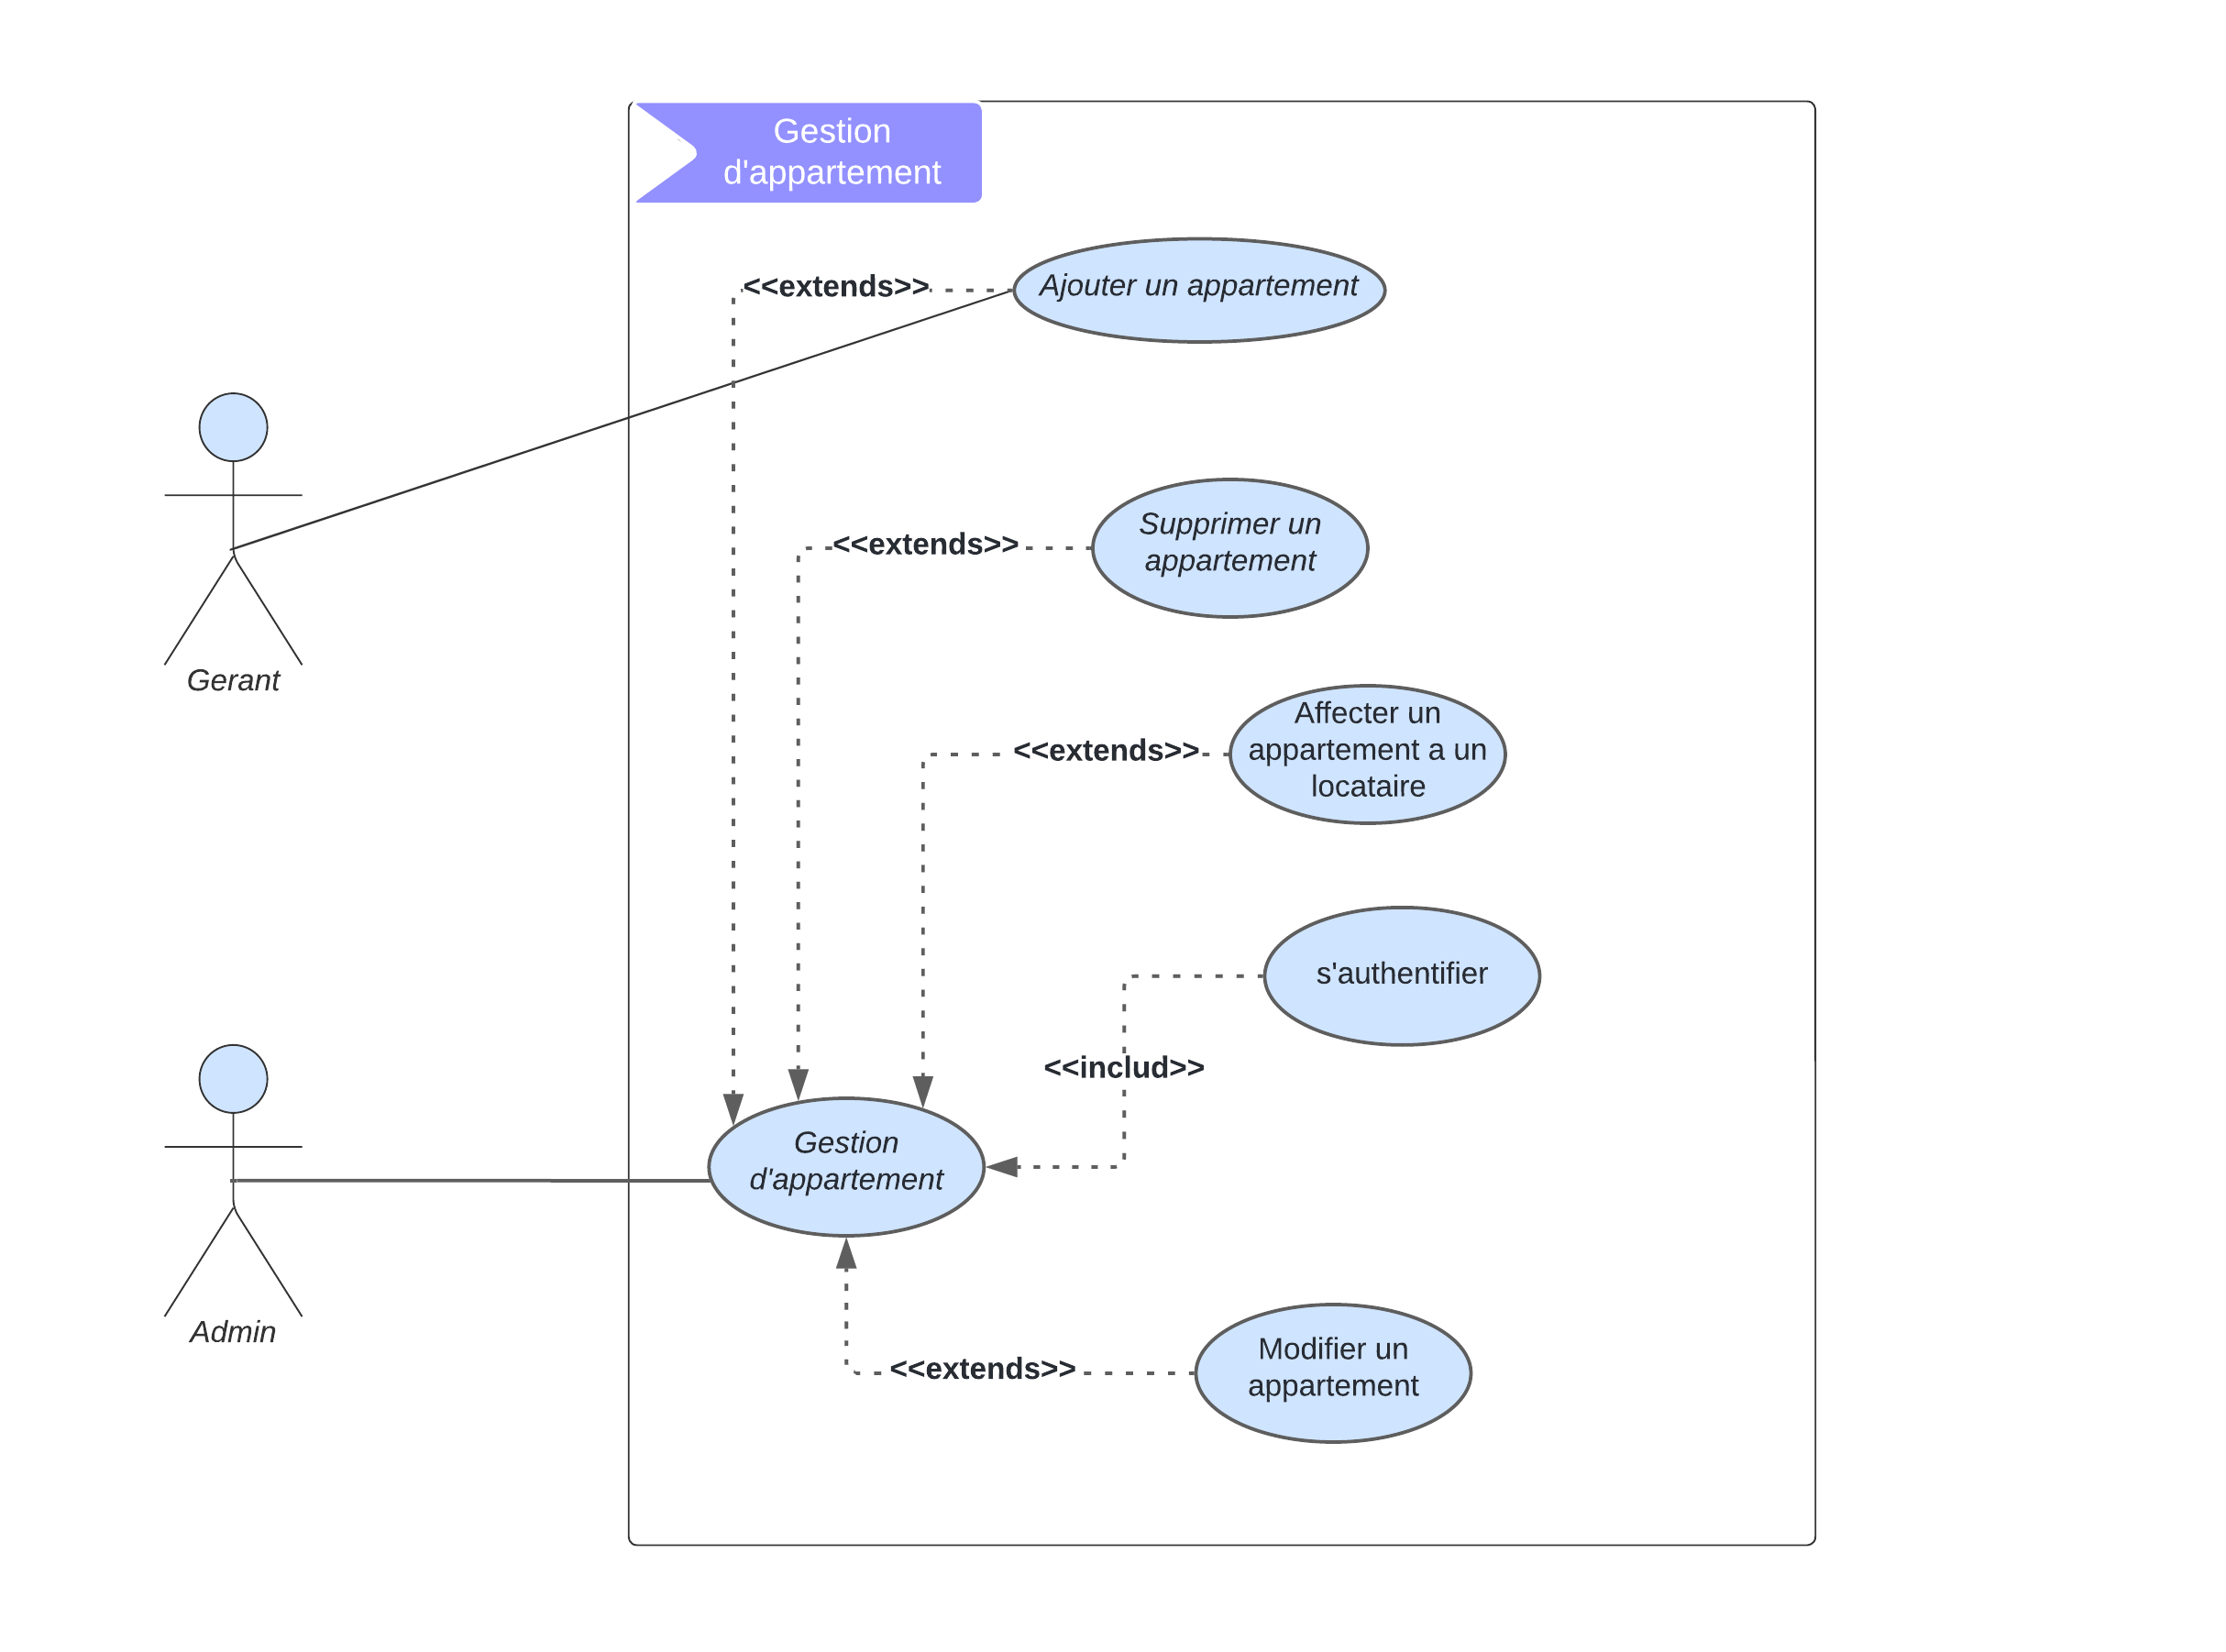 Gestion
d'appartement
<<extends>>
Ajouter un appartement
Supprimer un
appartement
<<extends>>
Gerant
Affecter un
appartement a un
locataire
<<extends>>
s'authentifier
<<includ>>
Gestion
d'appartement
Admin
Modifier un
appartement
<<extends>>